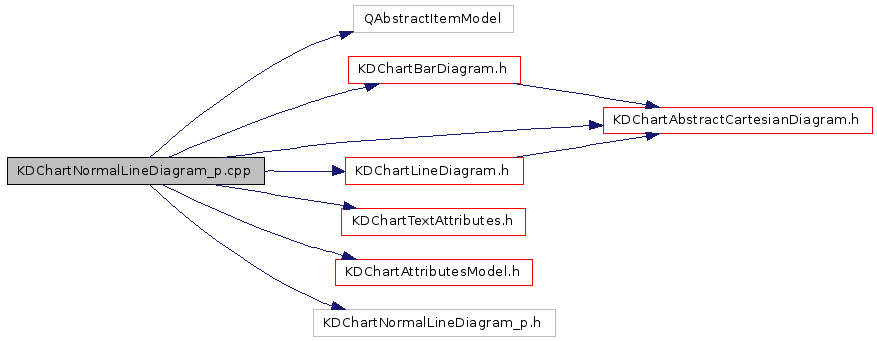 QAbstractItemModel
KDChartBarDiagram.h
KDChartAbstractCartesianDiagram.h
KDChartNormalLineDiagram_p.cpp
KDChartLineDiagram.h
KDChartTextAttributes.h
KDChartAttributesModel.h
KDChartNormalLineDiagram_p.h